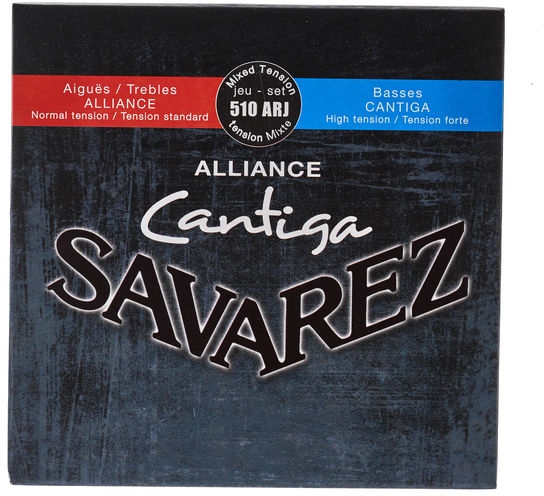 Mixed Tension
jeu - set
510 ARJ
tension Mixte
Aiguës / Trebles
ALLIANCE
Normal tension / Tension standard
Basses
CANTIGA
High tension / Tension forte
ALLIANCE
Cantiga
SAVAREZ